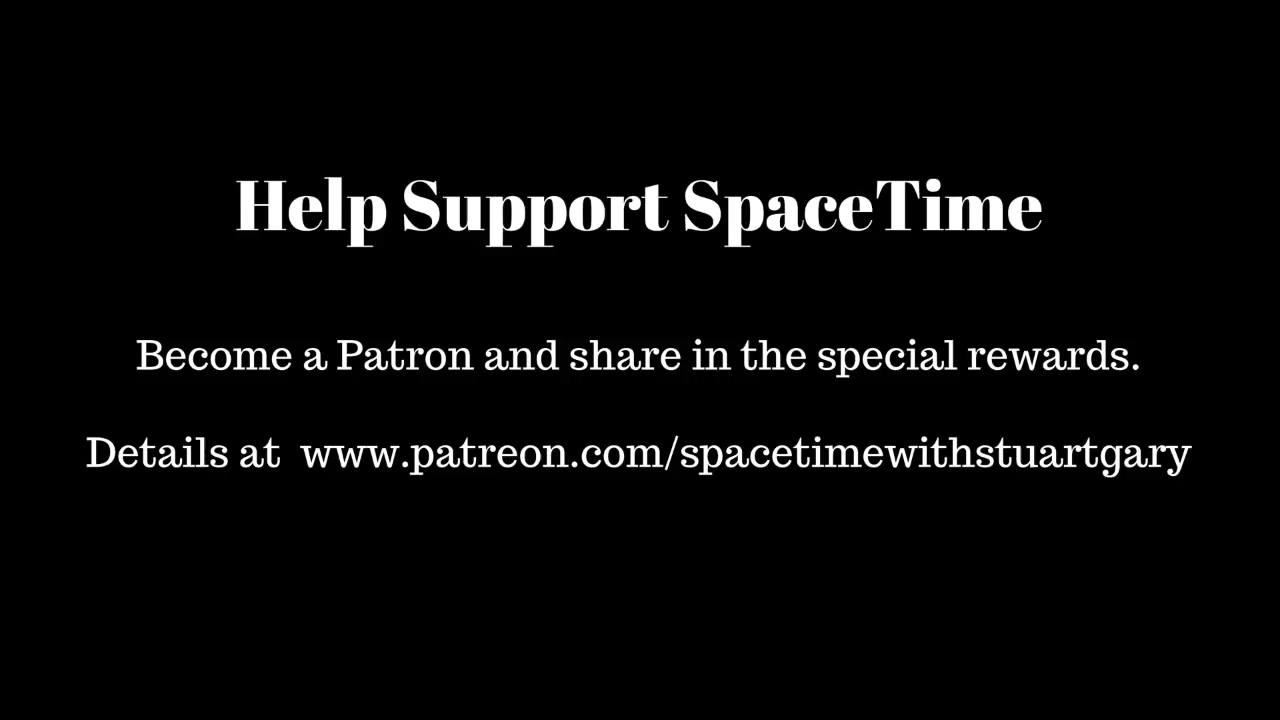 Help Support SpaceTime
Become a Patron and share in the special rewards.
Details at www.patreon.com/spacetimewithstuartgary